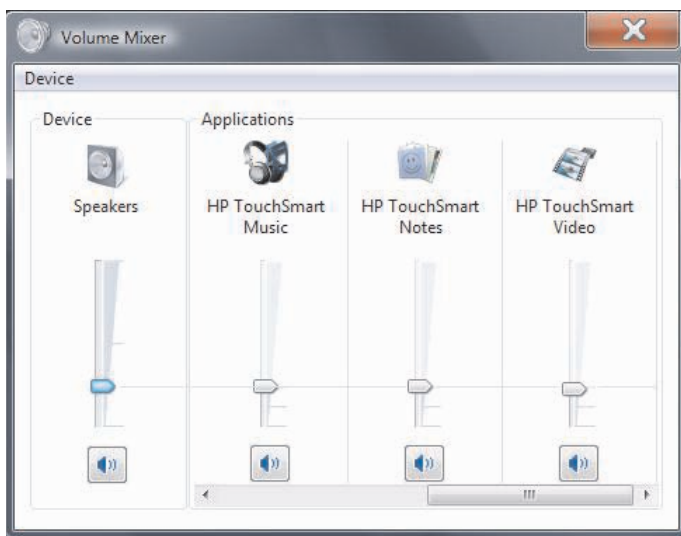 Volume Mixer
Device
Device
Applications
Speakers
HP TouchSmart
Music
HP TouchSmart
Notes
HP TouchSmart
Video